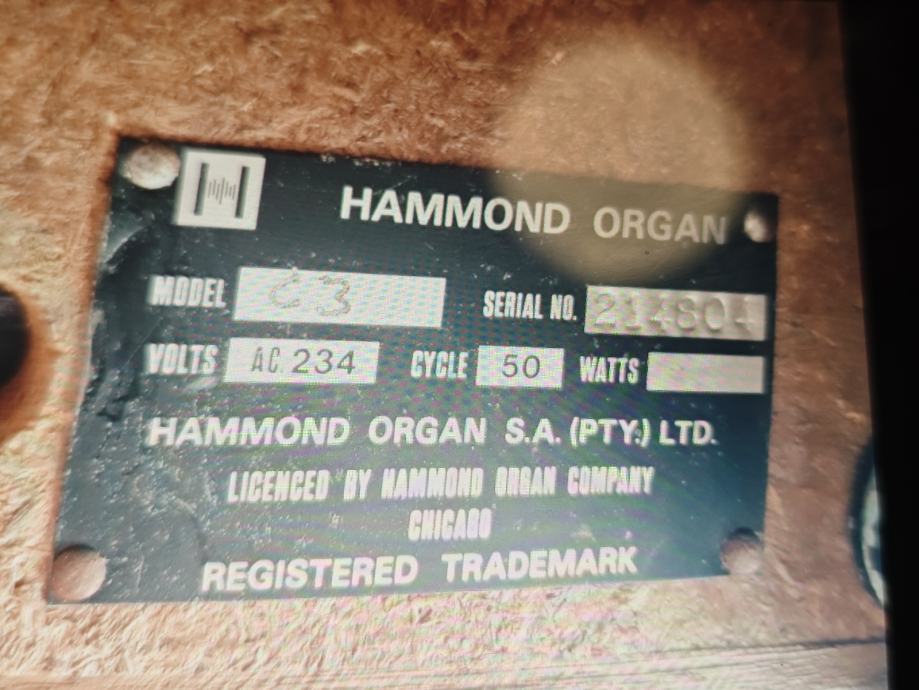 HAMMOND ORGAN
MODEL C3 SERIAL NO. 214804
VOLTS AC. 234 CYCLE 50 WATTS
HAMMOND ORGAN S.A. (PTY.) LTD.
LICENCED BY HAMMOND ORGAN COMPANY
CHICAGO
REGISTERED TRADEMARK